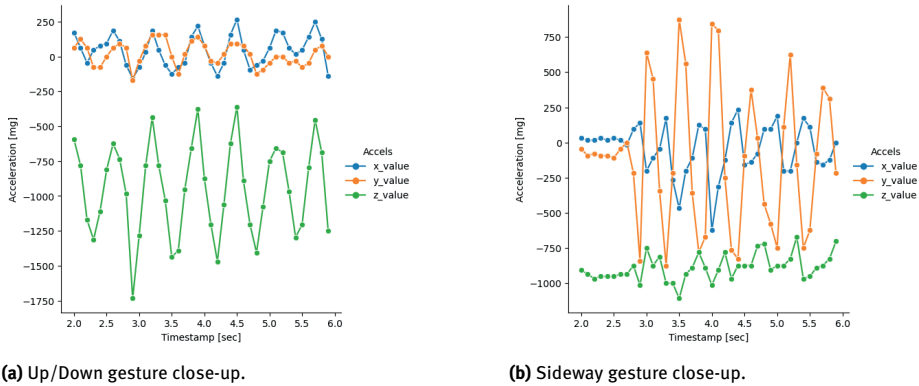 250
0
−250
−500
−750
−1000
−1250
−1500
−1750
Acceleration [mg]
2.0 2.5 3.0 3.5 4.0 4.5 5.0 5.5 6.0
Timestamp [sec]
Accels
x_value
y_value
z_value
(a) Up/Down gesture close-up.
750
500
250
0
−250
−500
−750
−1000
Acceleration [mg]
2.0 2.5 3.0 3.5 4.0 4.5 5.0 5.5 6.0
Timestamp [sec]
Accels
x_value
y_value
z_value
(b) Sideway gesture close-up.